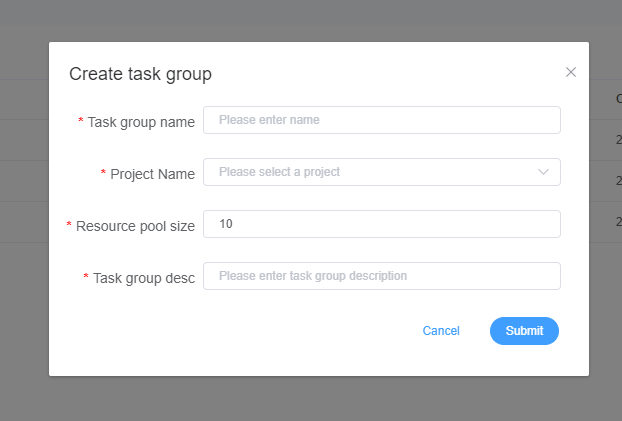 Create task group
* Task group name Please enter name
* Project Name Please select a project
* Resource pool size 10
* Task group desc Please enter task group description
Cancel Submit